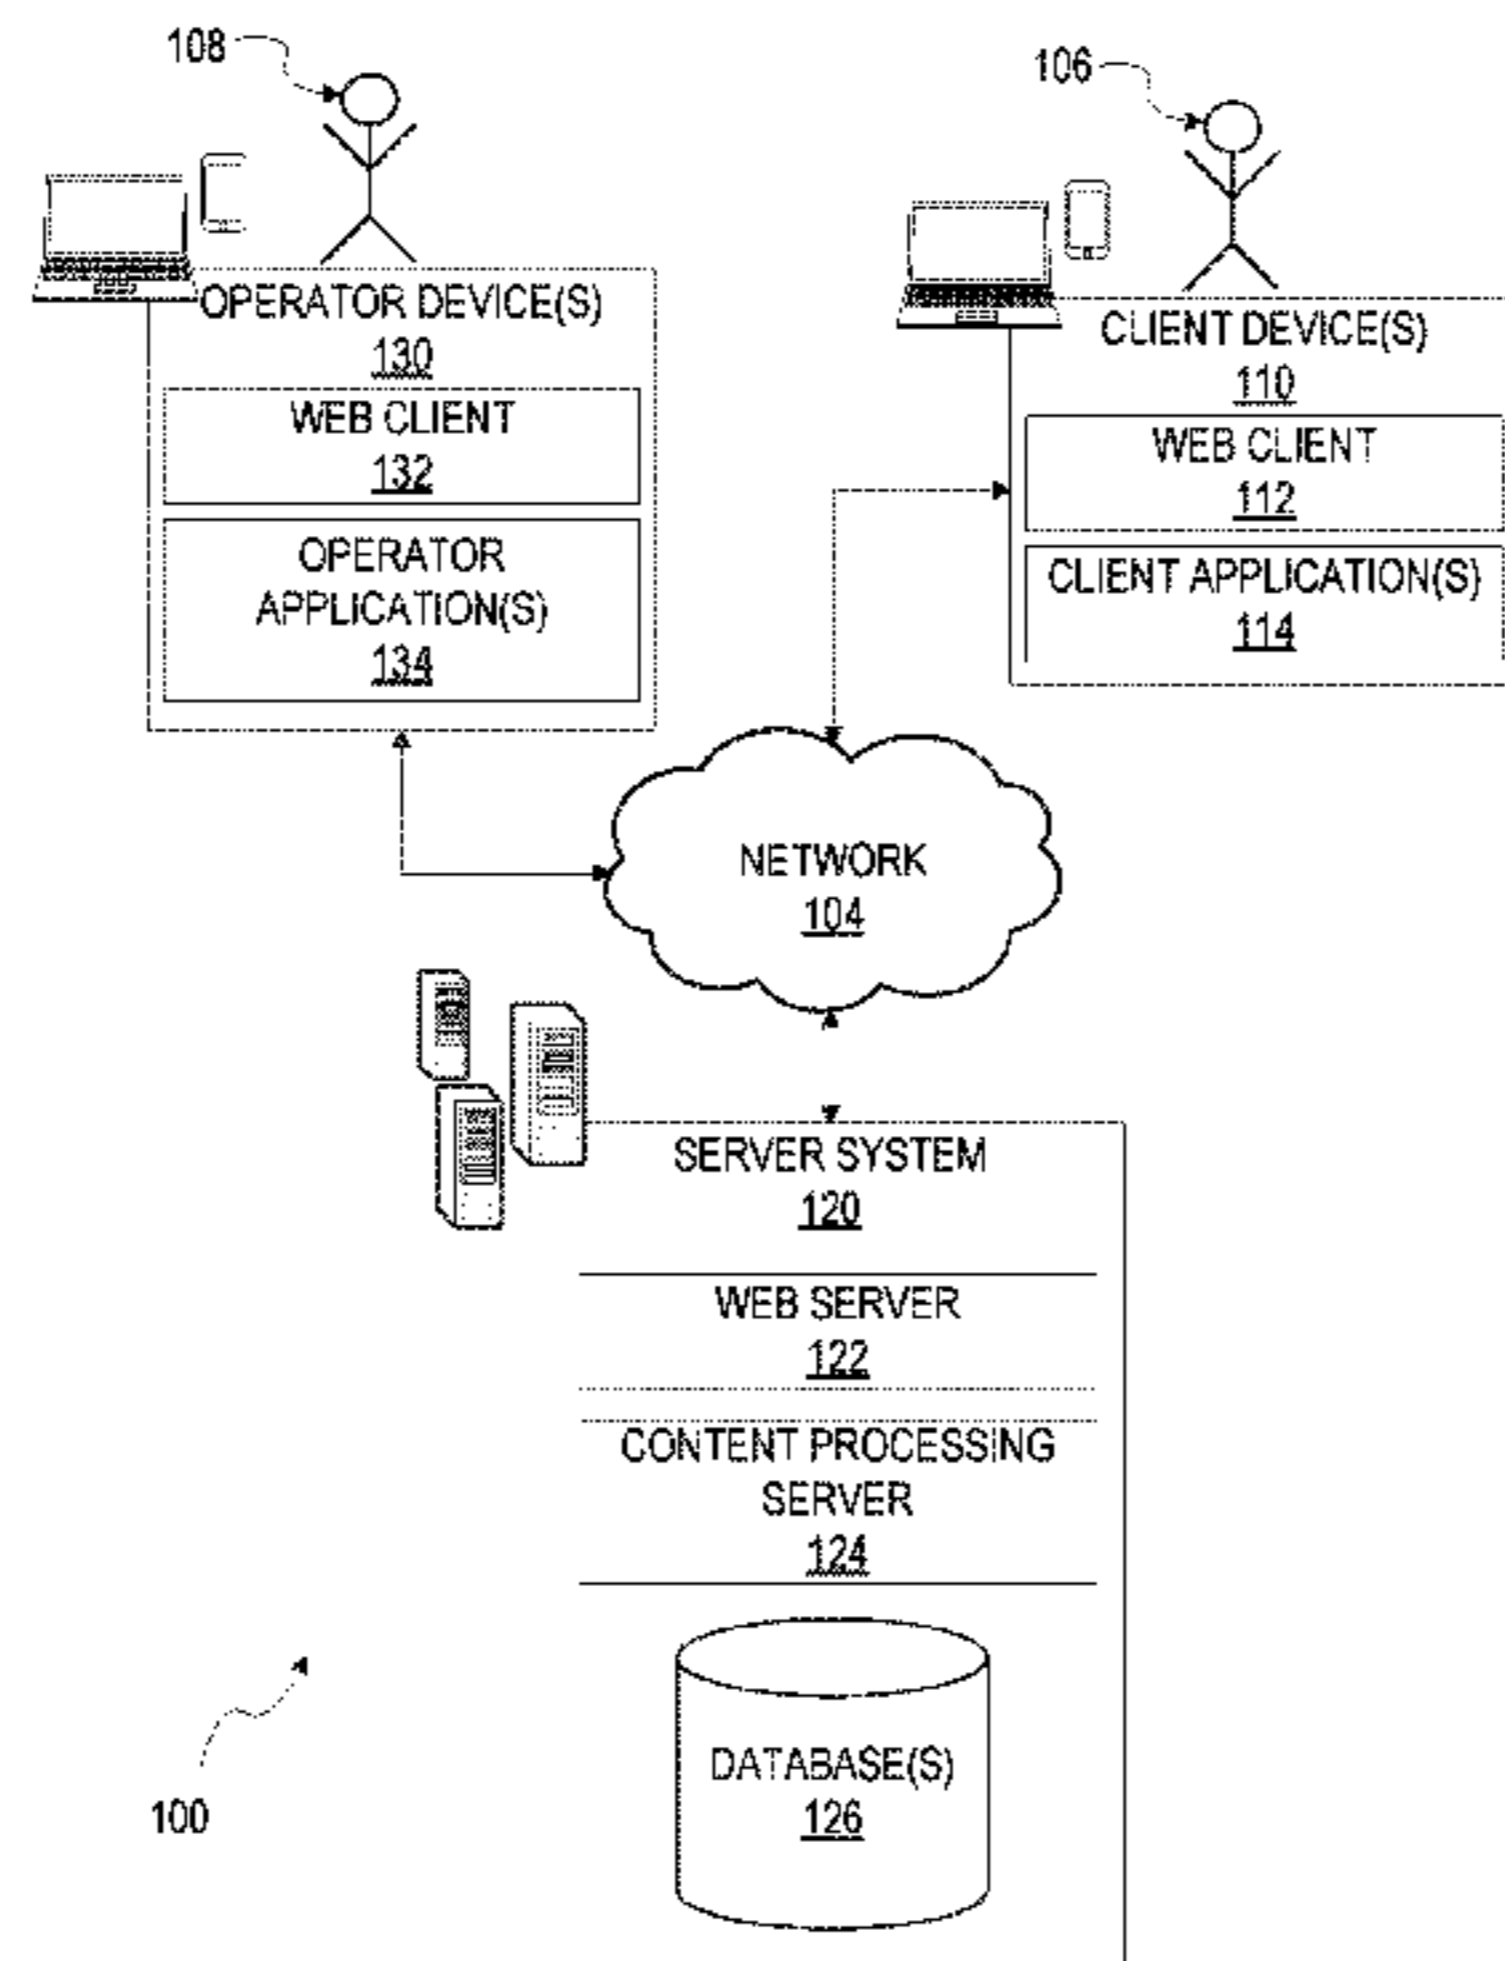 108
106
OPERATOR DEVICE(S)
130
WEB CLIENT
132
OPERATOR
APPLICATION(S)
134
CLIENT DEVICE(S)
110
WEB CLIENT
112
CLIENT APPLICATION(S)
114
NETWORK
104
SERVER SYSTEM
120
WEB SERVER
122
CONTENT PROCESSING
SERVER
124
DATABASE(S)
126
100